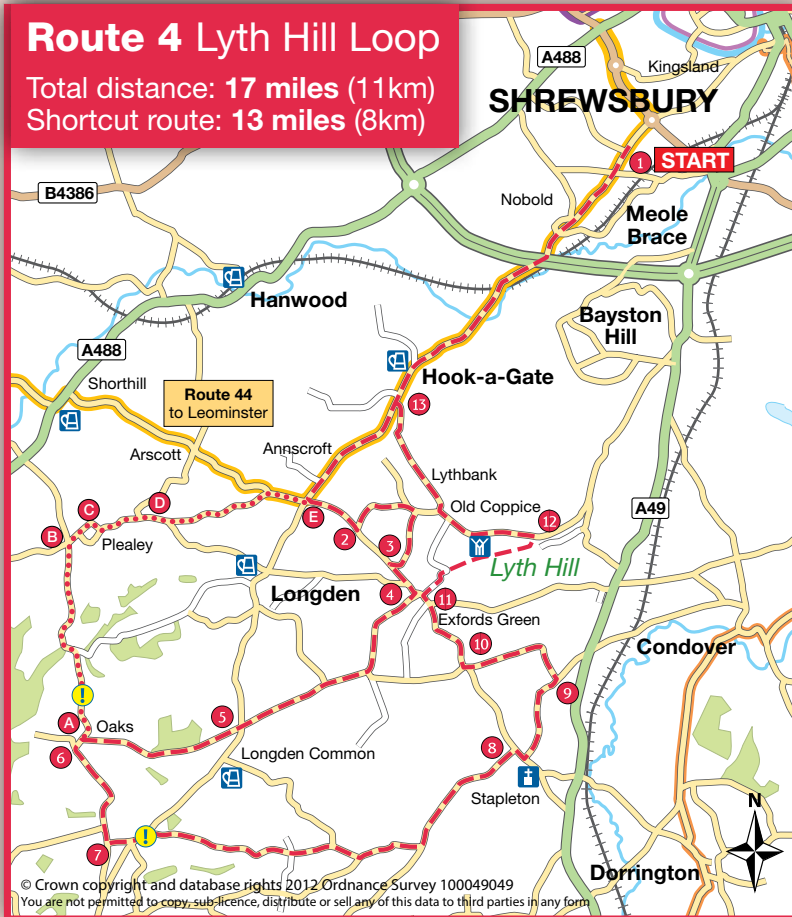 Route 4 Lyth Hill Loop
Total distance: 17 miles (11km)
Shortcut route: 13 miles (8km)
A488
Kingsland
SHREWSBURY
1
START
B4386
Nobold
Meole
Brace
Hanwood
Bayston
Hill
A488
Hook-a-Gate
Shorthill
Route 44
to Leominster
13
Arscott
Annscroft
Lythbank
Old Coppice
A49
C
D
E
2
12
B
Plealey
3
Lyth Hill
Longden
4
11
Exfords Green
10
Condover
!
9
A
Oaks
5
6
8
Longden Common
Stapleton
!
7
N
Dorrington
© Crown copyright and database rights 2012 Ordnance Survey 100049049
You are not permitted to copy, sub-licence, distribute or sell any of this data to third parties in any form